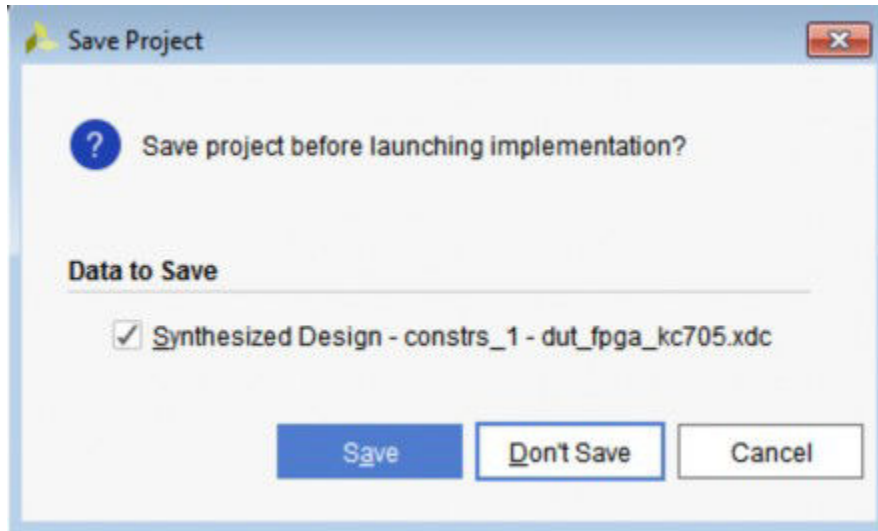 Save Project
Save project before launching implementation?
Data to Save
Synthesized Design - constrs_1 - dut_fpga_kc705.xdc
Save Don't Save Cancel